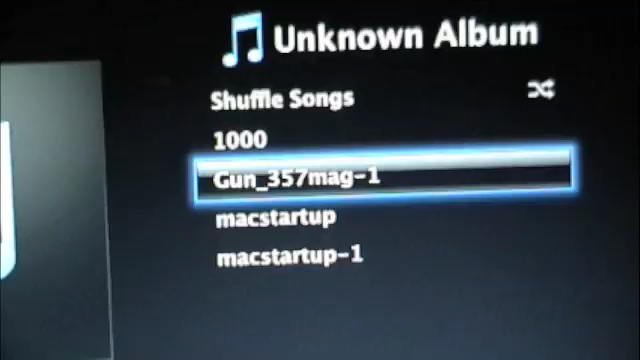 Unknown Album
Shuffle Songs
1000
Gun_357mag-1
macstartup
macstartup-1